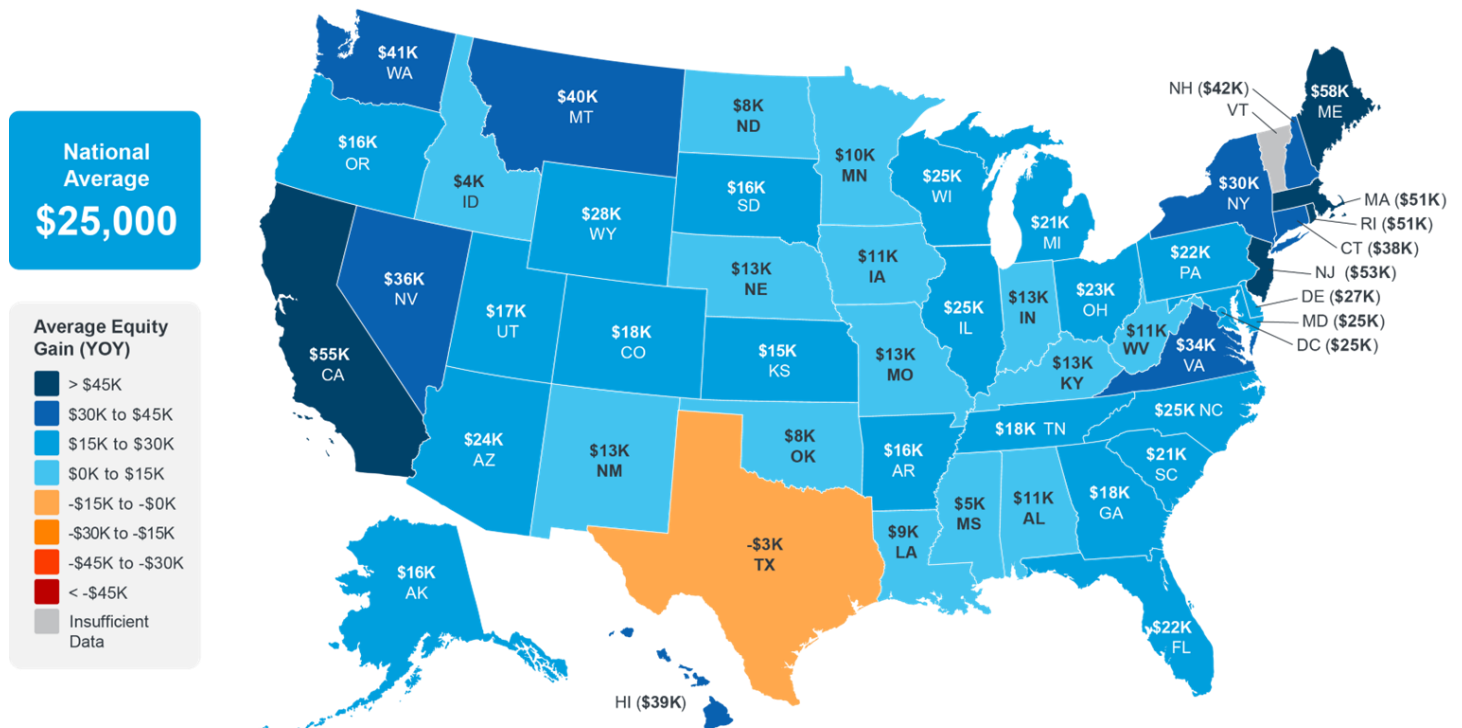 National
Average
$25,000
Average Equity
Gain (YOY)
> $45K
$30K to $45K
$15K to $30K
$0K to $15K
-$15K to -$0K
-$30K to -$15K
-$45K to -$30K
< -$45K
Insufficient
Data
$41K
WA
$16K
OR
$55K
CA
$36K
NV
$4K
ID
$40K
MT
$28K
WY
$17K
UT
$18K
CO
$24K
AZ
$13K
NM
$8K
ND
$16K
SD
$13K
NE
$15K
KS
$8K
OK
-$3K
TX
$10K
MN
$11K
IA
$13K
MO
$16K
AR
$9K
LA
$25K
WI
$25K
IL
$21K
MI
$13K
IN
$23K
OH
$13K
KY
$18K TN
$5K
MS
$11K
AL
$18K
GA
$22K
FL
$21K
SC
$25K NC
$34K
VA
$11K
WV
$22K
PA
$30K
NY
$58K
ME
NH ($42K)
VT
MA ($51K)
RI ($51K)
CT ($38K)
NJ ($53K)
DE ($27K)
MD ($25K)
DC ($25K)
$16K
AK
HI ($39K)